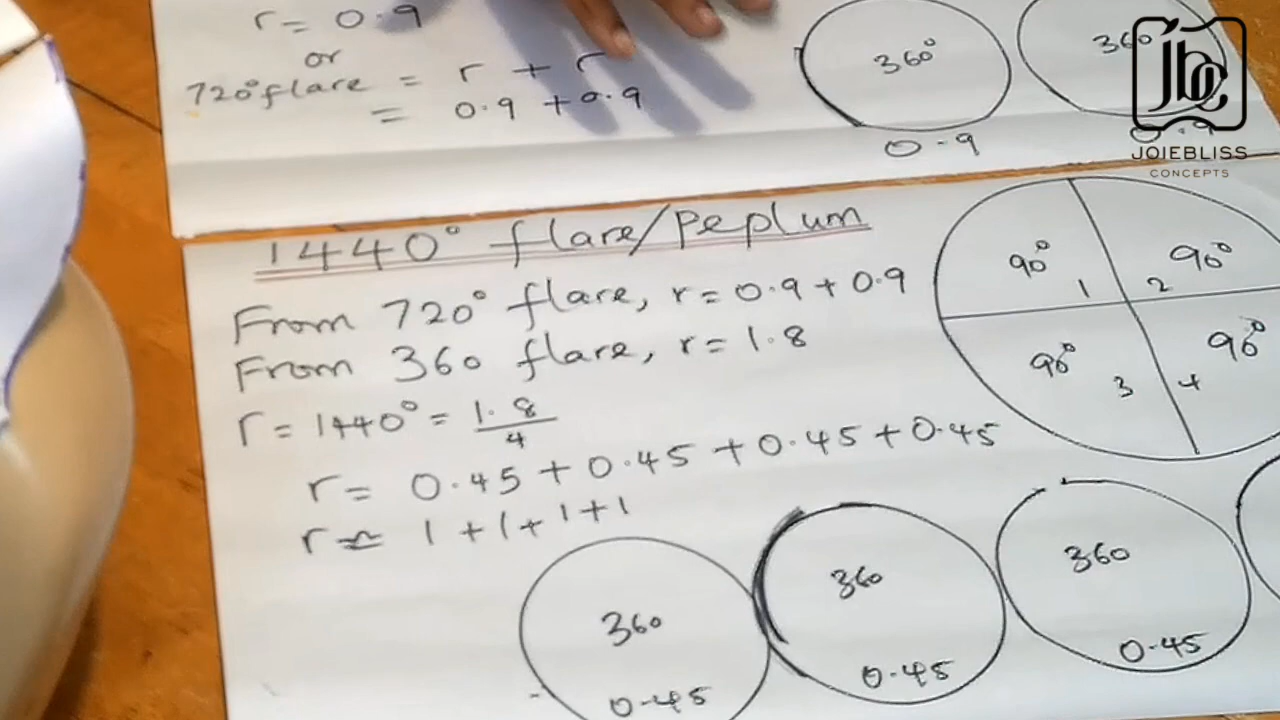 r = 0.9
or
720° flare = r + r
= 0.9 + 0.9
360°
360
0.9
0.9
jbc
JOIEBLISS
CONCEPTS
1440° flare/peplum
From 720° flare, r = 0.9 + 0.9
From 360 flare, r = 1.8
r = 1440° = 1.8
4
r = 0.45 + 0.45 + 0.45 + 0.45
r ≈ 1 + 1 + 1 + 1
90° 1
90° 2
90° 3
90° 4
360
0.45
360
0.45
360
0.45